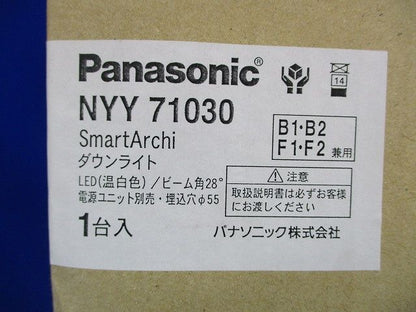 Panasonic®
14
NYY 71030
B1・B2
F1・F2 兼用
SmartArchi
ダウンライト
LED(温白色)/ビーム角28°
電源ユニット別売・埋込穴φ55
1台入
⚠注意
取扱説明書は必ずお客様
にお渡しください
パナソニック株式会社